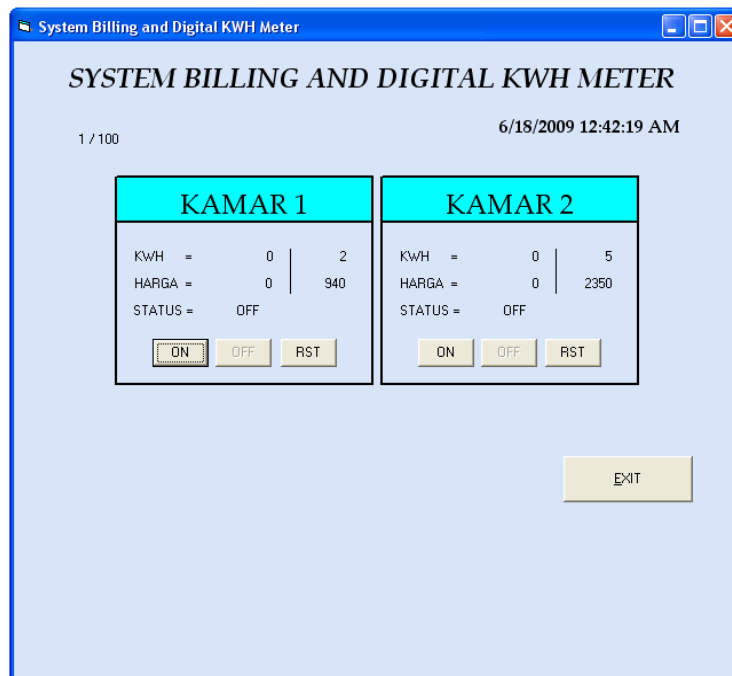 System Billing and Digital KWH Meter
SYSTEM BILLING AND DIGITAL KWH METER
6/18/2009 12:42:19 AM
1 / 100
KAMAR 1
KWH = 0 2
HARGA = 0 940
STATUS = OFF
ON OFF RST
KAMAR 2
KWH = 0 5
HARGA = 0 2350
STATUS = OFF
ON OFF RST
EXIT